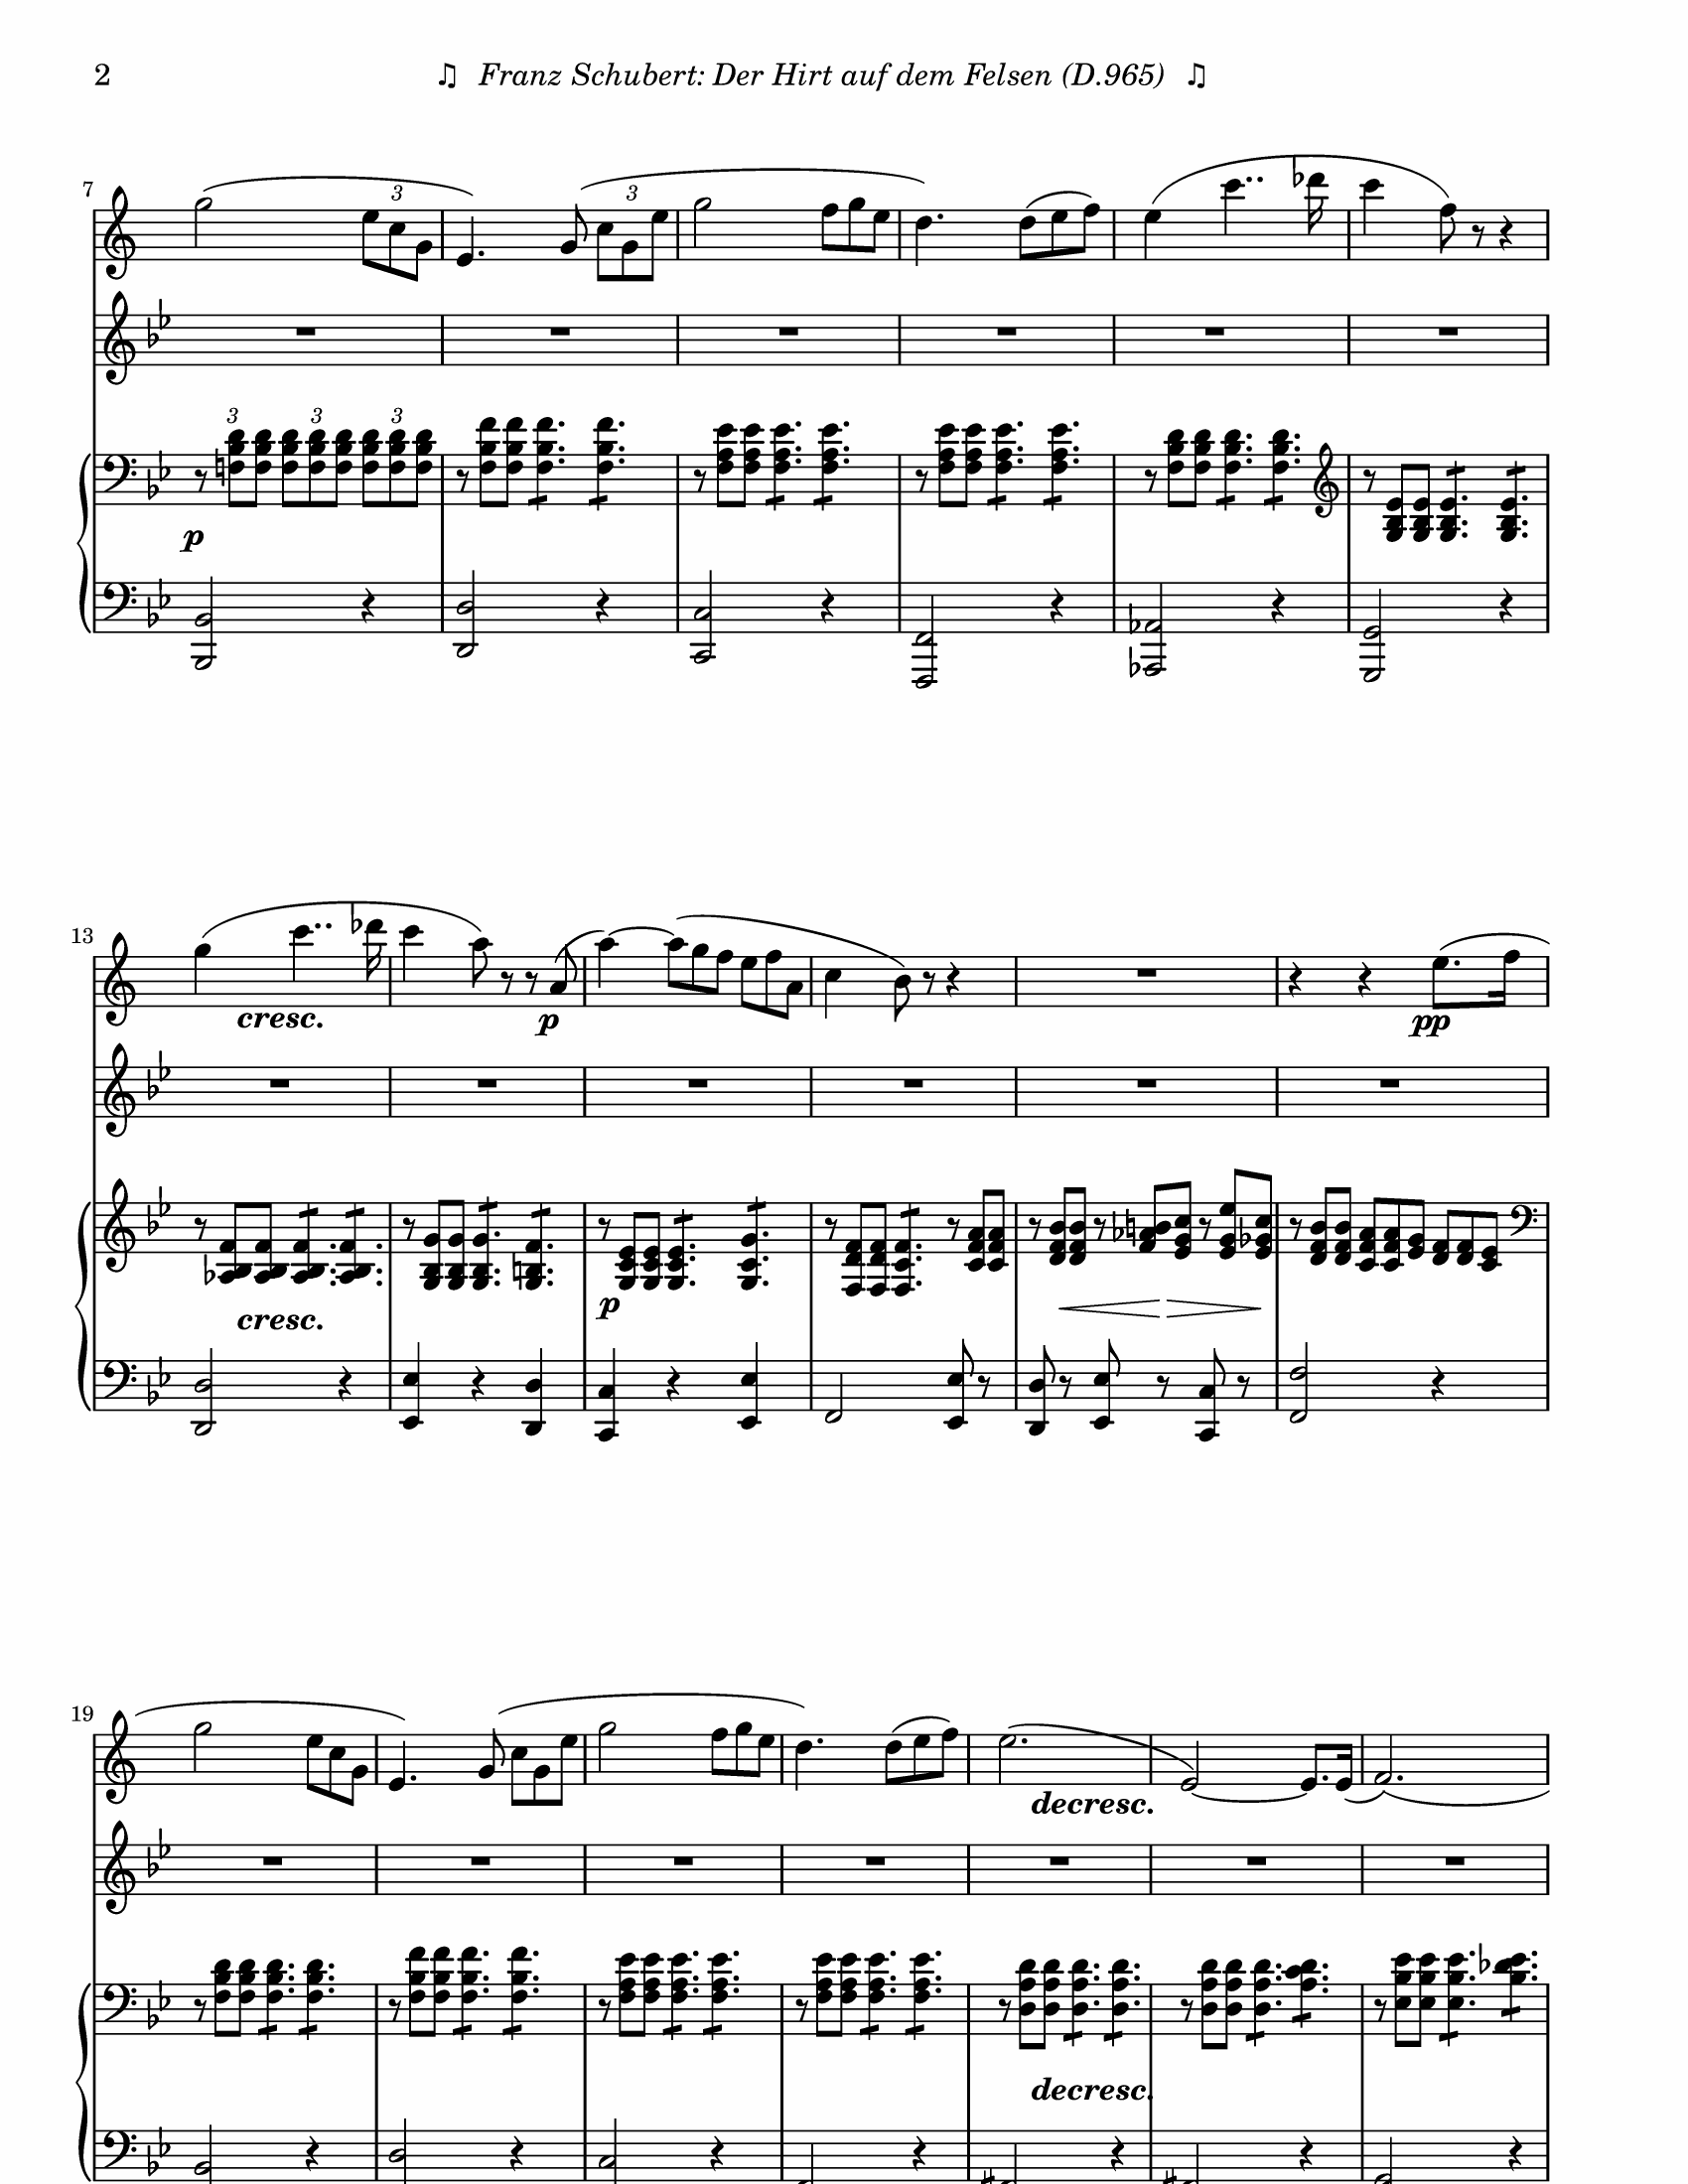 2 ♫ Franz Schubert: Der Hirt auf dem Felsen (D.965) ♫
7
3 3
3 3 3
p
13
cresc. p pp
cresc. p
19
decresc.
decresc.